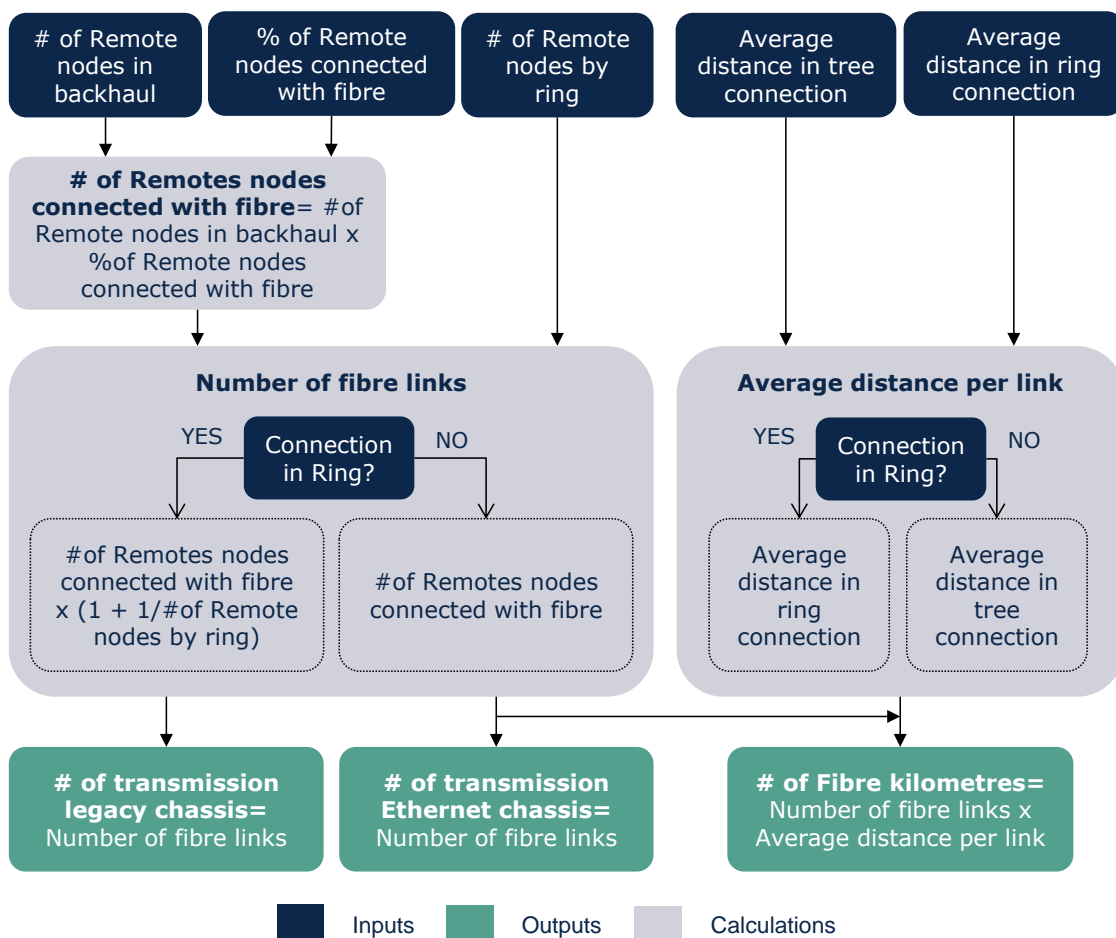 # of Remote
nodes in
backhaul
% of Remote
nodes connected
with fibre
# of Remote
nodes by
ring
Average
distance in tree
connection
Average
distance in ring
connection
# of Remotes nodes
connected with fibre= #of
Remote nodes in backhaul x
%of Remote nodes
connected with fibre
Number of fibre links
YES
Connection
in Ring?
NO
#of Remotes nodes
connected with fibre
x (1 + 1/#of Remote
nodes by ring)
#of Remotes nodes
connected with fibre
Average distance per link
YES
Connection
in Ring?
NO
Average
distance in
ring
connection
Average
distance in
tree
connection
# of transmission
legacy chassis=
Number of fibre links
# of transmission
Ethernet chassis=
Number of fibre links
# of Fibre kilometres=
Number of fibre links x
Average distance per link
Inputs
Outputs
Calculations